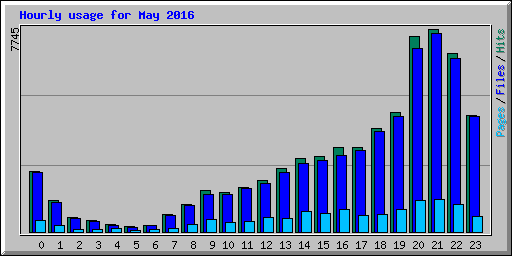 Hourly usage for May 2016
7745
Pages / Files / Hits
0 1 2 3 4 5 6 7 8 9 10 11 12 13 14 15 16 17 18 19 20 21 22 23